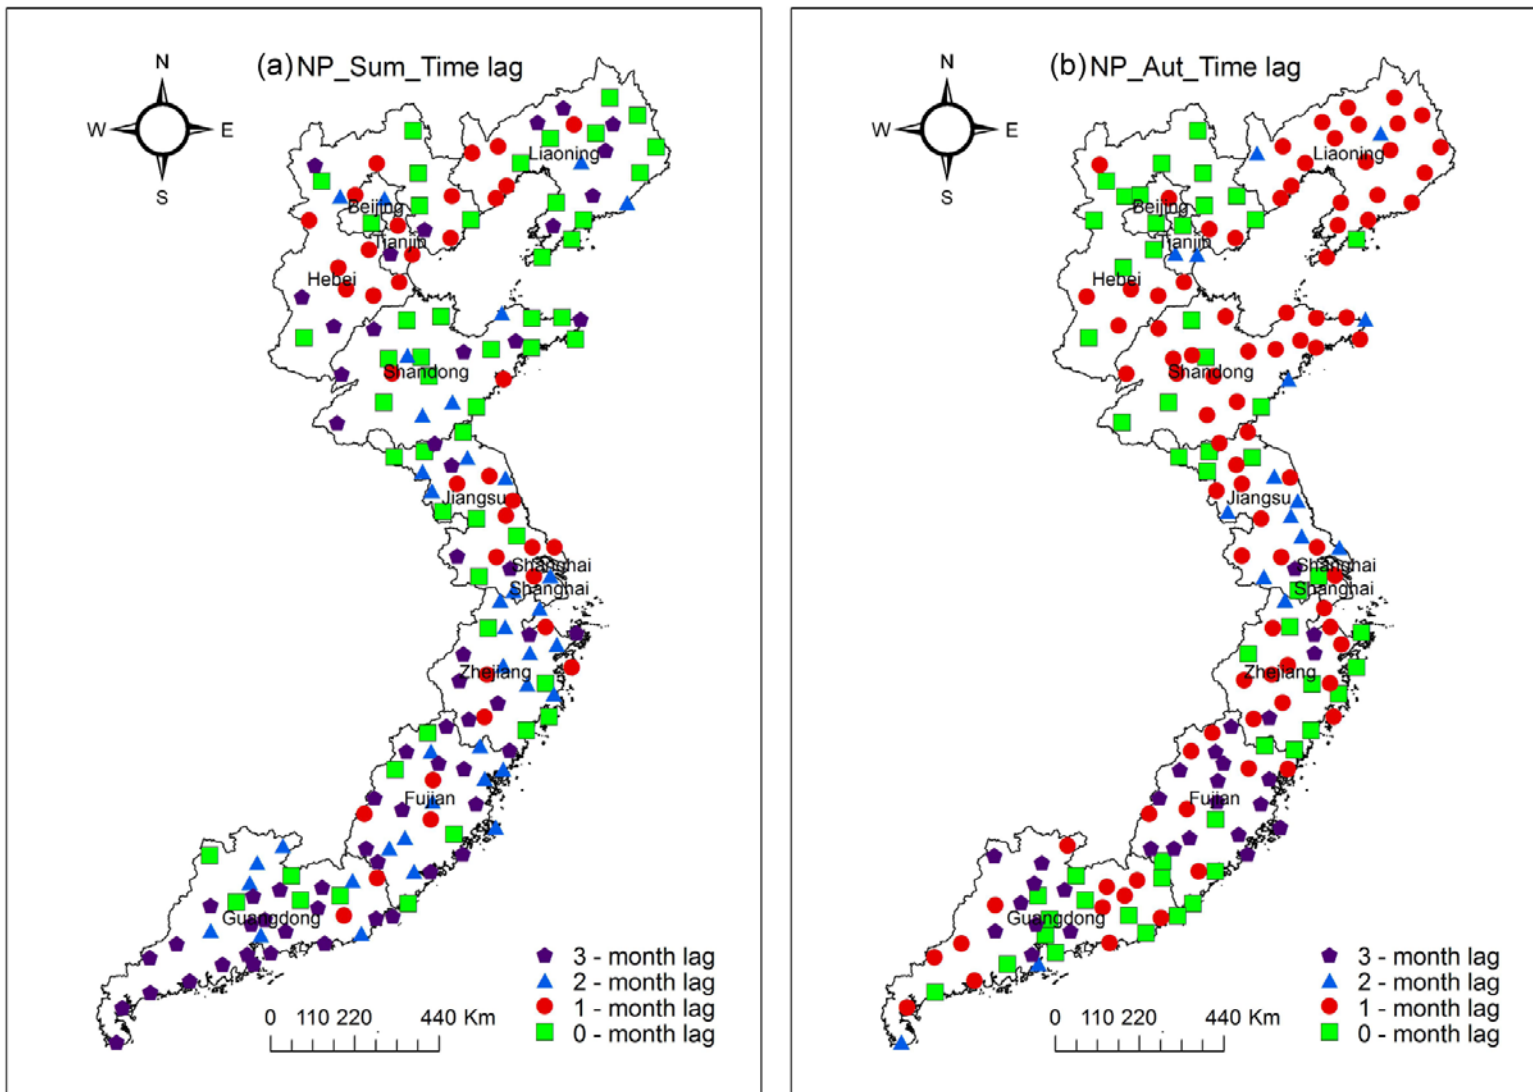 (a) NP_Sum_Time lag
N
W E
S
Liaoning
Beijing
Tianjin
Hebei
Shandong
Jiangsu
Shanghai
Shanghai
Zhejiang
Fujian
Guangdong
3 - month lag
2 - month lag
1 - month lag
0 - month lag
0 110 220 440 Km
(b) NP_Aut_Time lag
N
W E
S
Liaoning
Beijing
Tianjin
Hebei
Shandong
Jiangsu
Shanghai
Shanghai
Zhejiang
Fujian
Guangdong
3 - month lag
2 - month lag
1 - month lag
0 - month lag
0 110 220 440 Km